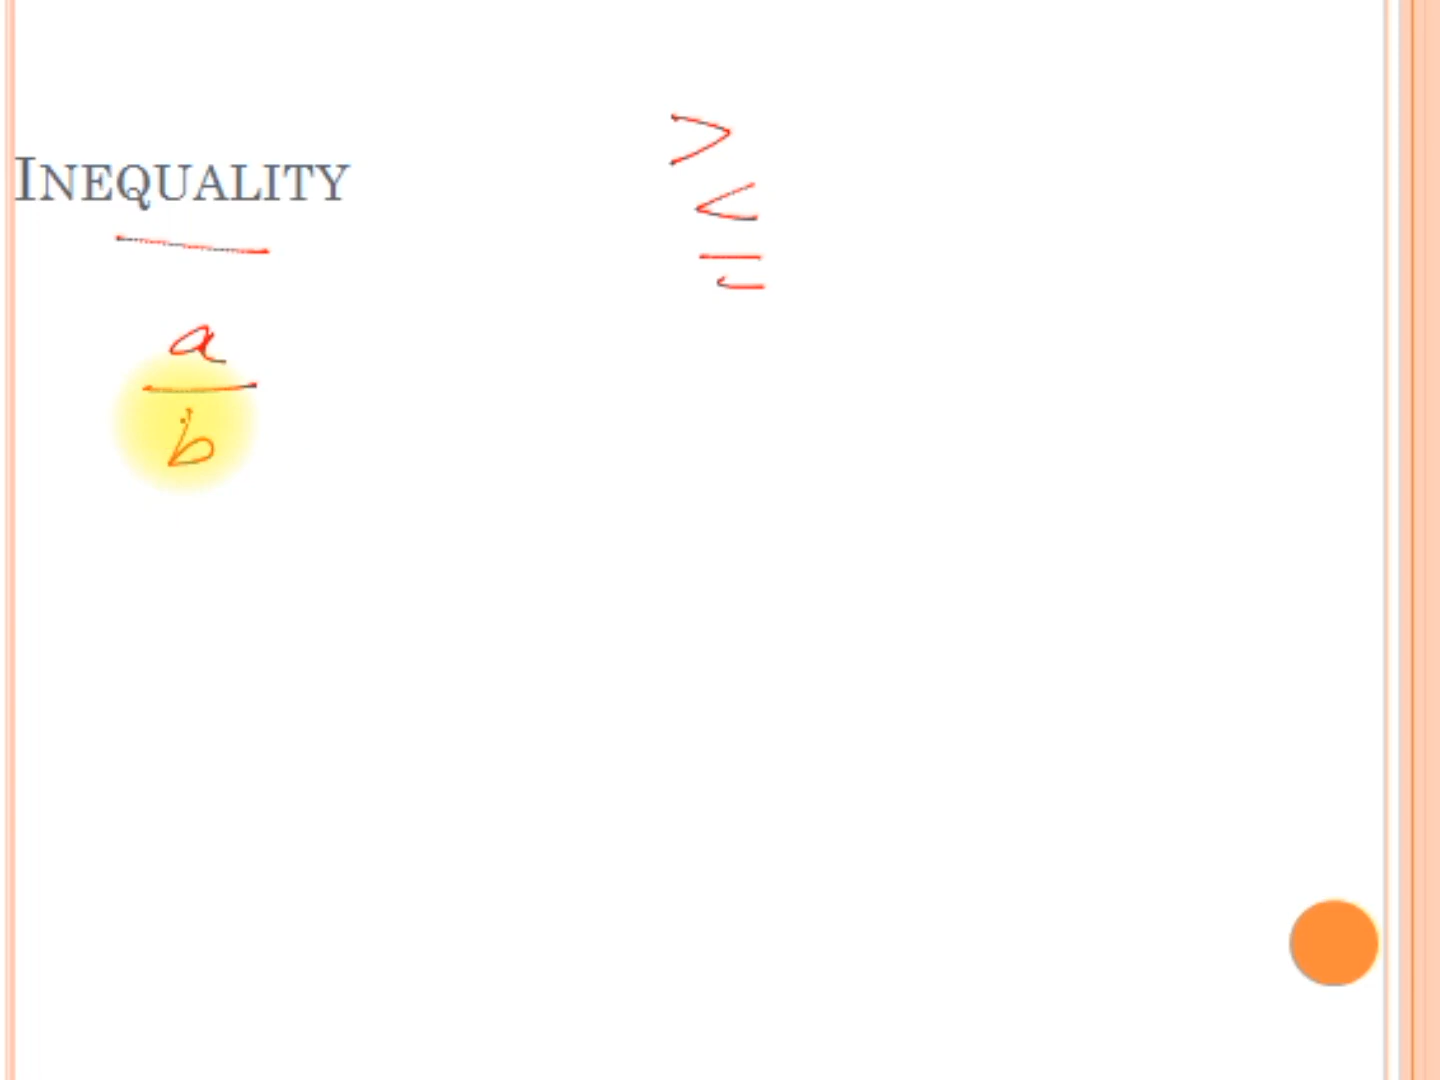 INEQUALITY
>
<
=
a
b